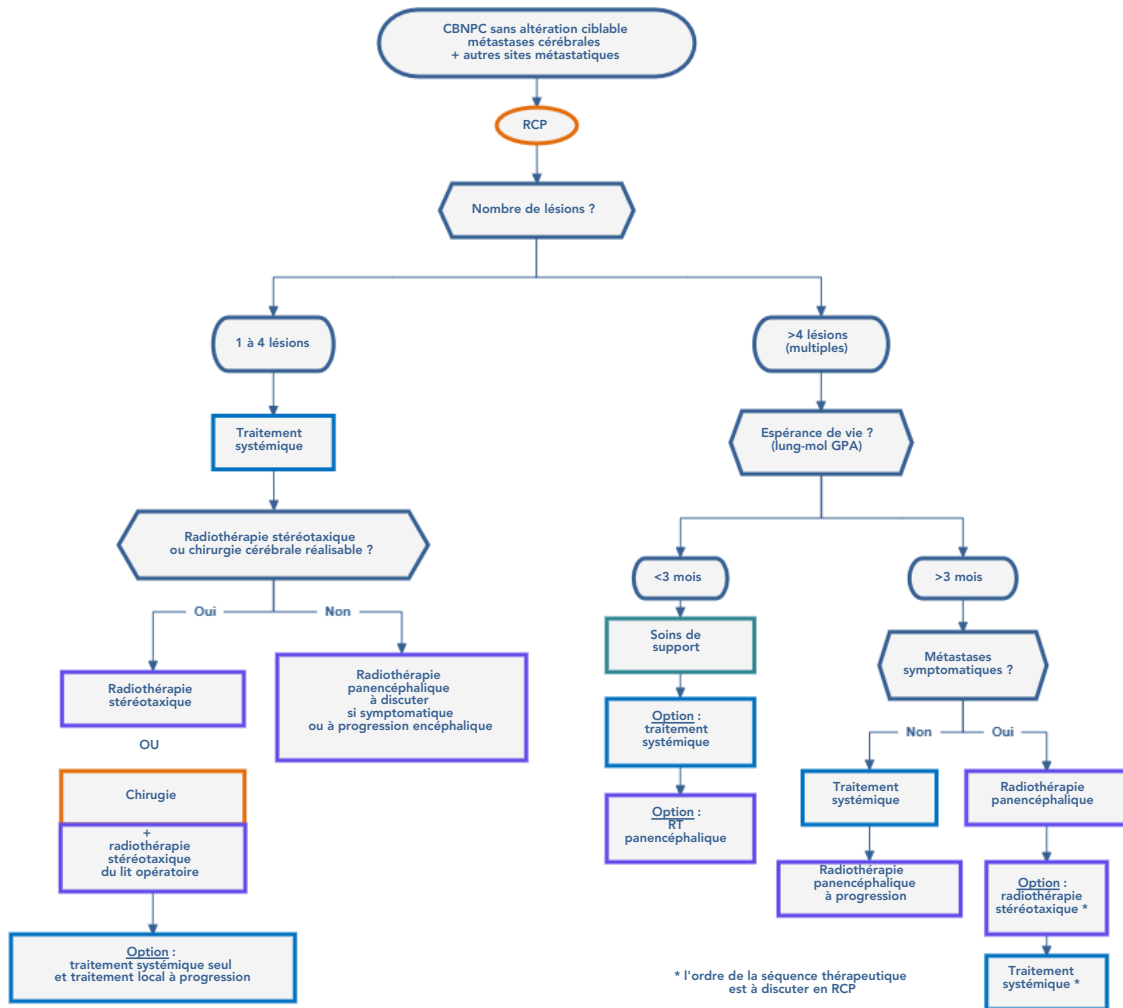 CBNPC sans altération ciblable
métastases cérébrales
+ autres sites métastatiques
RCP
Nombre de lésions ?
1 à 4 lésions
Traitement
systémique
Radiothérapie stéréotaxique
ou chirurgie cérébrale réalisable ?
Oui
Non
Radiothérapie
stéréotaxique
OU
Chirugie
+
radiothérapie
stéréotaxique
du lit opératoire
Option :
traitement systémique seul
et traitement local à progression
Radiothérapie
panencéphalique
à discuter
si symptomatique
ou à progression encéphalique
>4 lésions
(multiples)
Espérance de vie ?
(lung-mol GPA)
<3 mois
Soins de
support
Option :
traitement
systémique
Option :
RT
panencéphalique
>3 mois
Métastases
symptomatiques ?
Non
Oui
Traitement
systémique
Radiothérapie
panencéphalique
à progression
Radiothérapie
panencéphalique
Option :
radiothérapie
stéréotaxique *
Traitement
systémique *
* l'ordre de la séquence thérapeutique
est à discuter en RCP